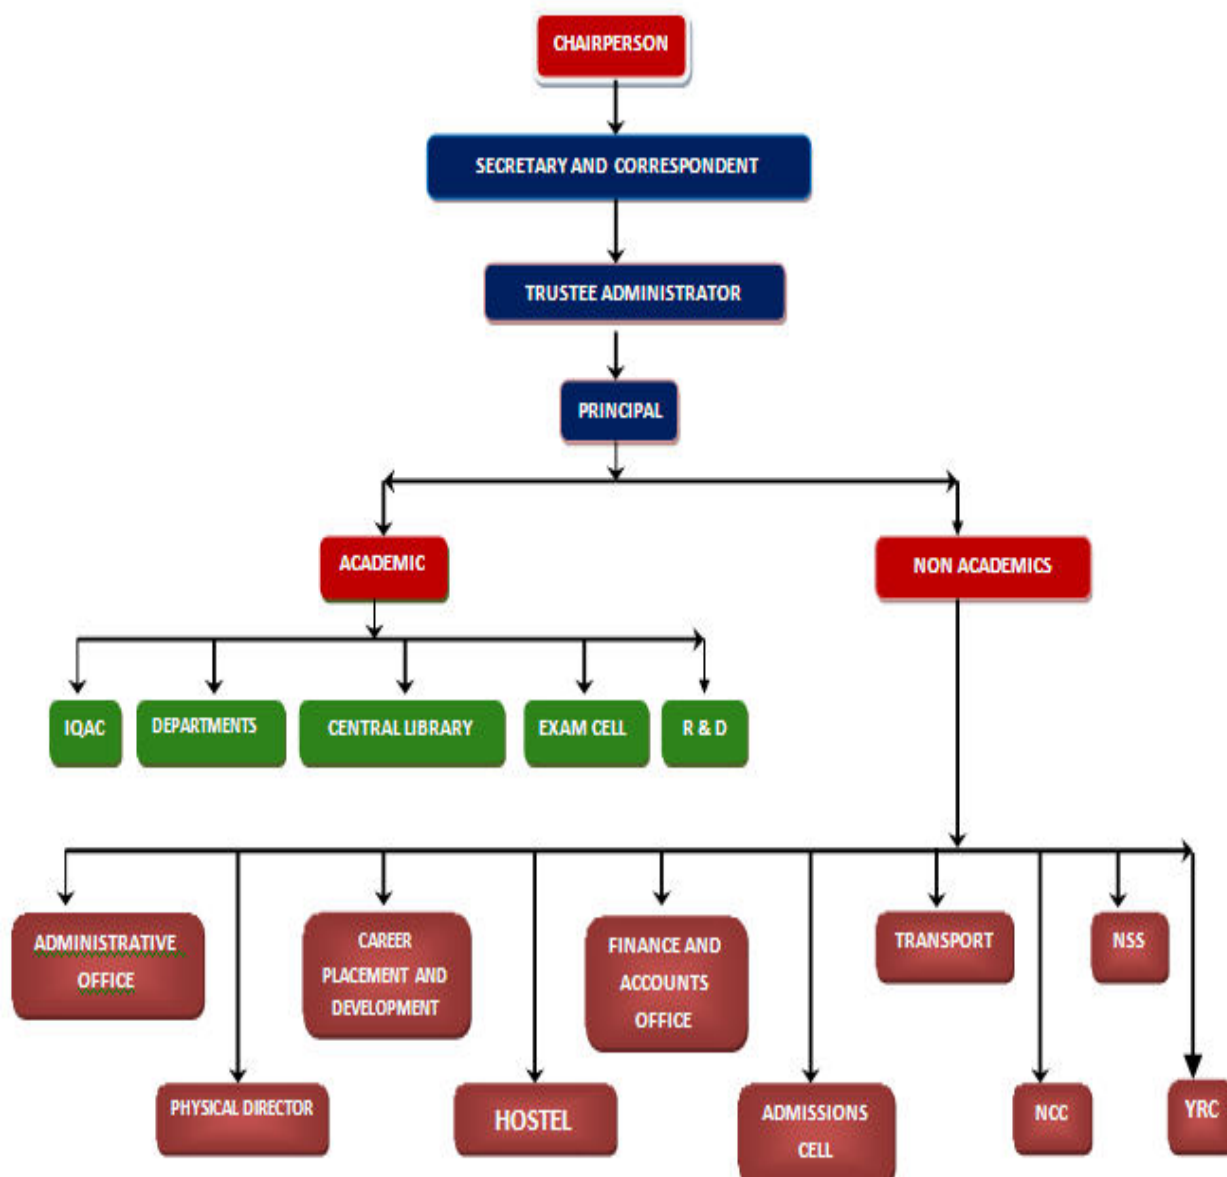 CHAIRPERSON
SECRETARY AND CORRESPONDENT
TRUSTEE ADMINISTRATOR
PRINCIPAL
ACADEMIC
NON ACADEMICS
IQAC
DEPARTMENTS
CENTRAL LIBRARY
EXAM CELL
R & D
ADMINISTRATIVE
OFFICE
CAREER
PLACEMENT AND
DEVELOPMENT
FINANCE AND
ACCOUNTS
OFFICE
TRANSPORT
NSS
PHYSICAL DIRECTOR
HOSTEL
ADMISSIONS
CELL
NCC
YRC